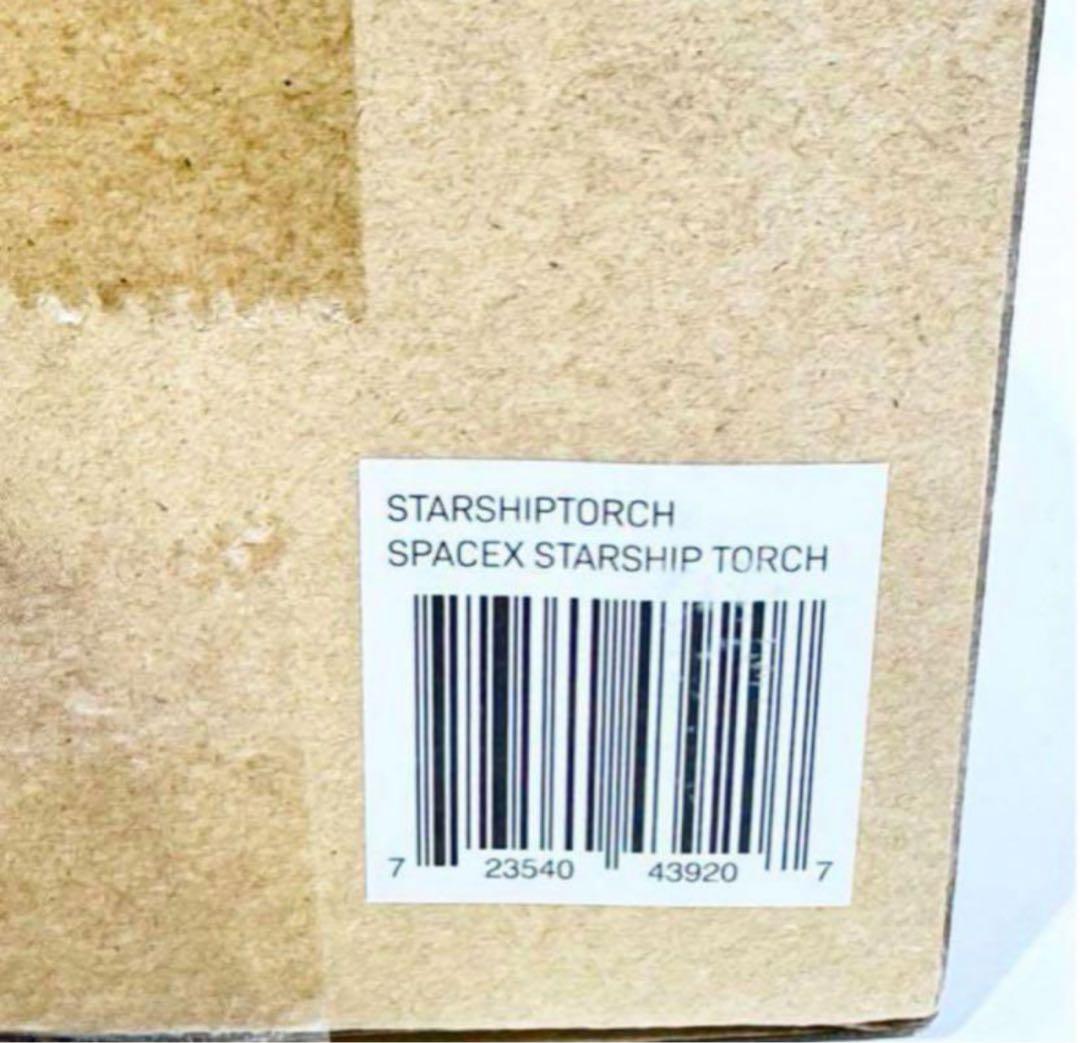 STARSHIPTORCH
SPACEX STARSHIP TORCH
7 23540 43920 7